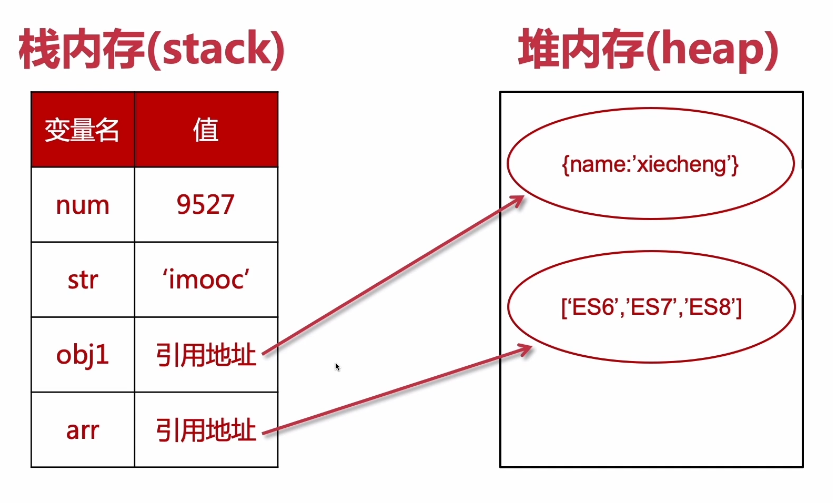 栈内存(stack)
堆内存(heap)
变量名 值
num 9527
str ‘imooc’
obj1 引用地址
arr 引用地址
{name:’xiecheng’}
[‘ES6’,’ES7’,’ES8’]